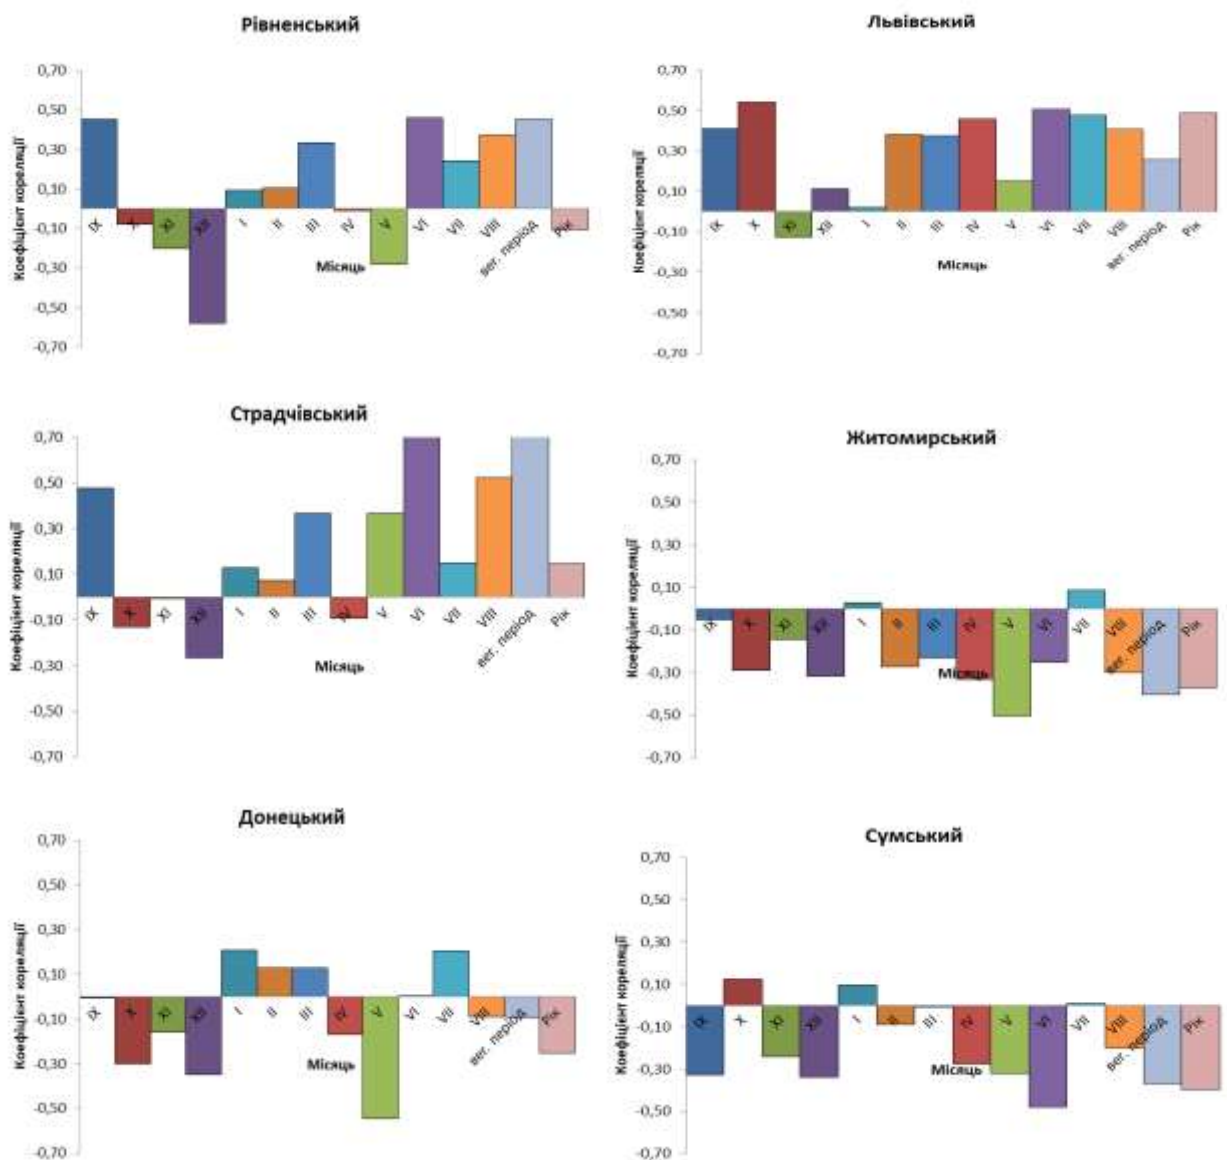 Рівненський
0,70
0,50
0,30
0,10
-0,10
-0,30
-0,50
-0,70
Коефіцієнт кореляції
IX
X
XI
XII
I
II
III
IV
V
VI
VII
VIII
вег. період
Рік
Місяць
Львівський
0,70
0,50
0,30
0,10
-0,10
-0,30
-0,50
-0,70
Коефіцієнт кореляції
IX
X
XI
XII
I
II
III
IV
V
VI
VII
VIII
вег. період
Рік
Місяць
Страдчівський
0,70
0,50
0,30
0,10
-0,10
-0,30
-0,50
-0,70
Коефіцієнт кореляції
IX
X
XI
XII
I
II
III
IV
V
VI
VII
VIII
вег. період
Рік
Місяць
Житомирський
0,70
0,50
0,30
0,10
-0,10
-0,30
-0,50
-0,70
Коефіцієнт кореляції
IX
X
XI
XII
I
II
III
IV
V
VI
VII
VIII
вег. період
Рік
Місяць
Донецький
0,70
0,50
0,30
0,10
-0,10
-0,30
-0,50
-0,70
Коефіцієнт кореляції
IX
X
XI
XII
I
II
III
IV
V
VI
VII
VIII
вег. період
Рік
Місяць
Сумський
0,70
0,50
0,30
0,10
-0,10
-0,30
-0,50
-0,70
Коефіцієнт кореляції
IX
X
XI
XII
I
II
III
IV
V
VI
VII
VIII
вег. період
Рік
Місяць